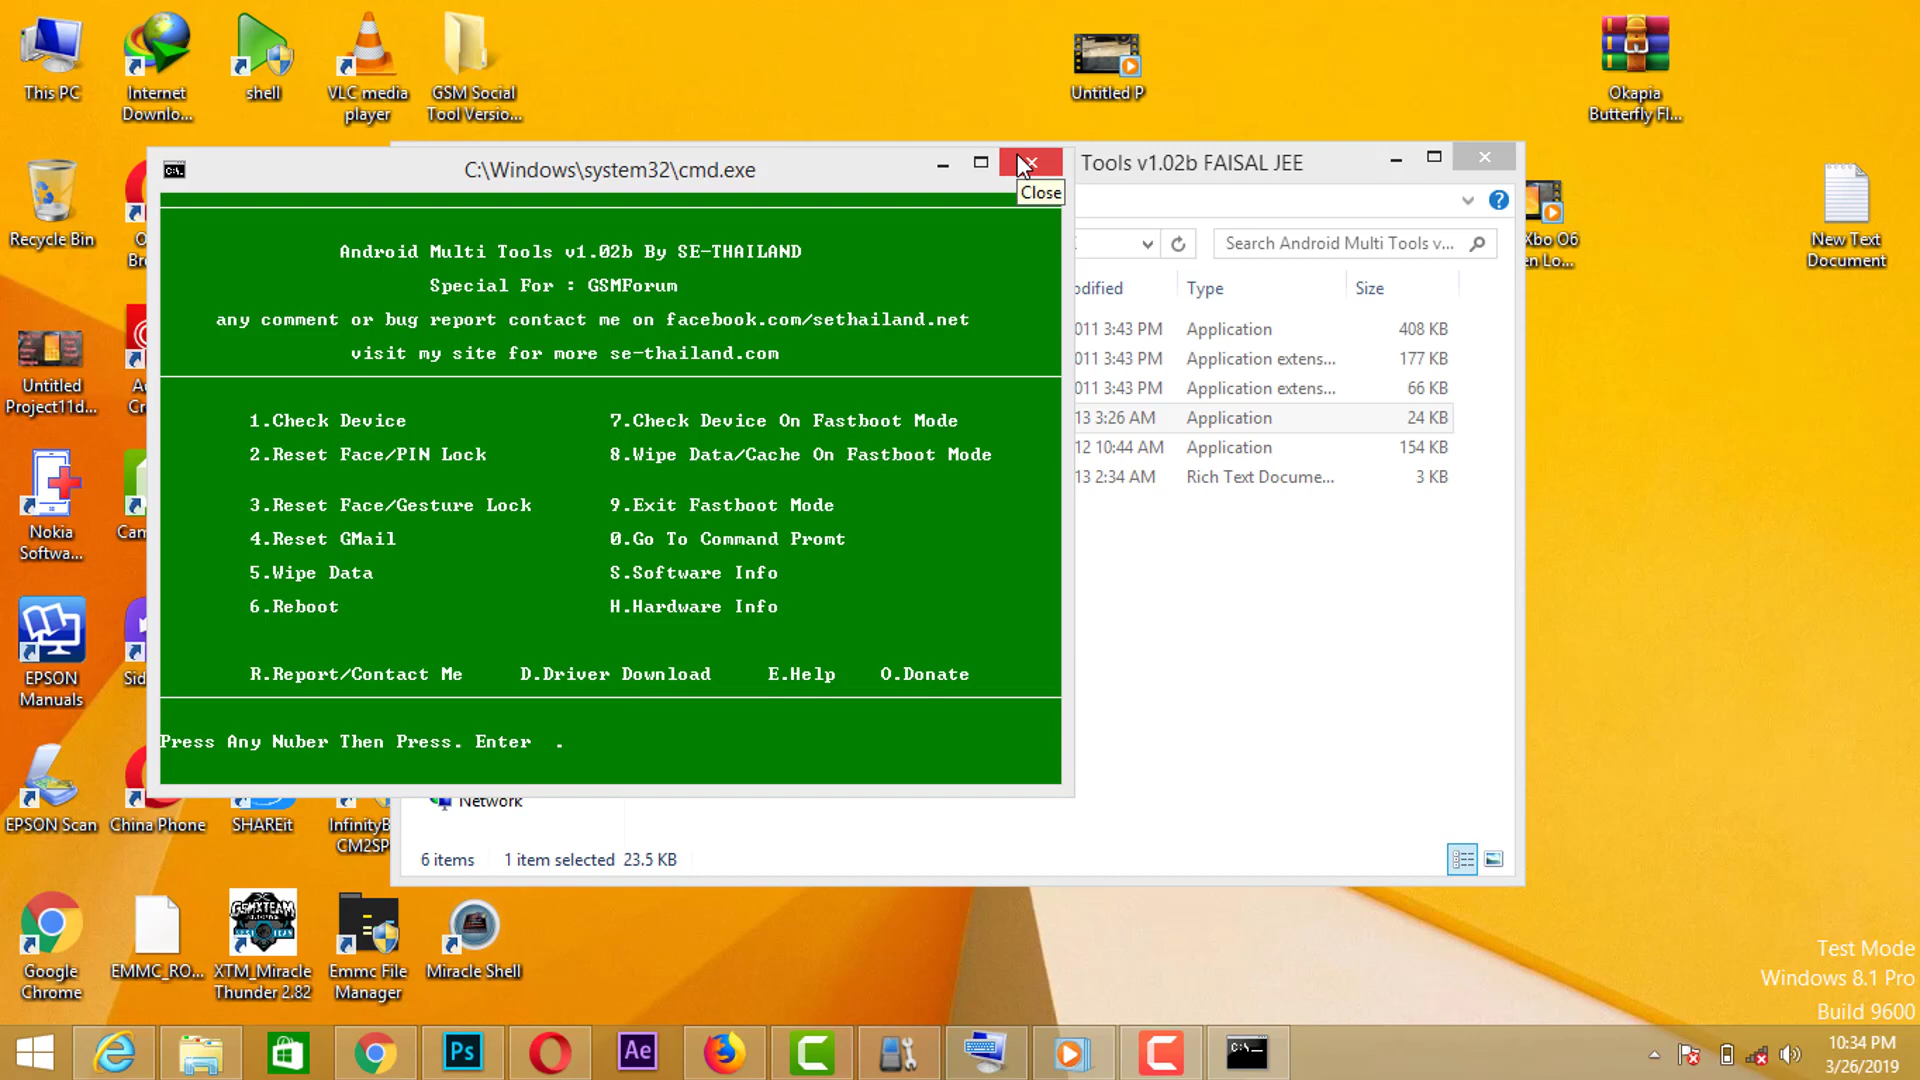 This PC
Internet
Downlo...
shell
VLC media
player
GSM Social
Tool Versio...
Untitled P
Okapia
Butterfly Fl...
C:\Windows\system32\cmd.exe
Close
Tools v1.02b FAISAL JEE
Search Android Multi Tools v...
Recycle Bin
New Text
Document
Android Multi Tools v1.02b By SE-THAILAND
Special For : GSMForum
any comment or bug report contact me on facebook.com/sethailand.net
visit my site for more se-thailand.com
odified
Type
Size
011 3:43 PM Application 408 KB
011 3:43 PM Application extens... 177 KB
011 3:43 PM Application extens... 66 KB
13 3:26 AM Application 24 KB
12 10:44 AM Application 154 KB
13 2:34 AM Rich Text Docume... 3 KB
1.Check Device 7.Check Device On Fastboot Mode
2.Reset Face/PIN Lock 8.Wipe Data/Cache On Fastboot Mode
3.Reset Face/Gesture Lock 9.Exit Fastboot Mode
4.Reset GMail 0.Go To Command Promt
5.Wipe Data S.Software Info
6.Reboot H.Hardware Info
R.Report/Contact Me D.Driver Download E.Help O.Donate
Press Any Nuber Then Press. Enter .
Untitled
Project11d...
Nokia
Softwa...
Can
EPSON
Manuals
Sid
Network
6 items 1 item selected 23.5 KB
EPSON Scan
China Phone
SHAREit
InfinityB
CM2SP
Google
Chrome
EMMC_RO...
GSMXTEAM
XTM_Miracle
Thunder 2.82
Emmc File
Manager
Miracle Shell
Test Mode
Windows 8.1 Pro
Build 9600
Ps
Ae
10:34 PM
3/26/2019